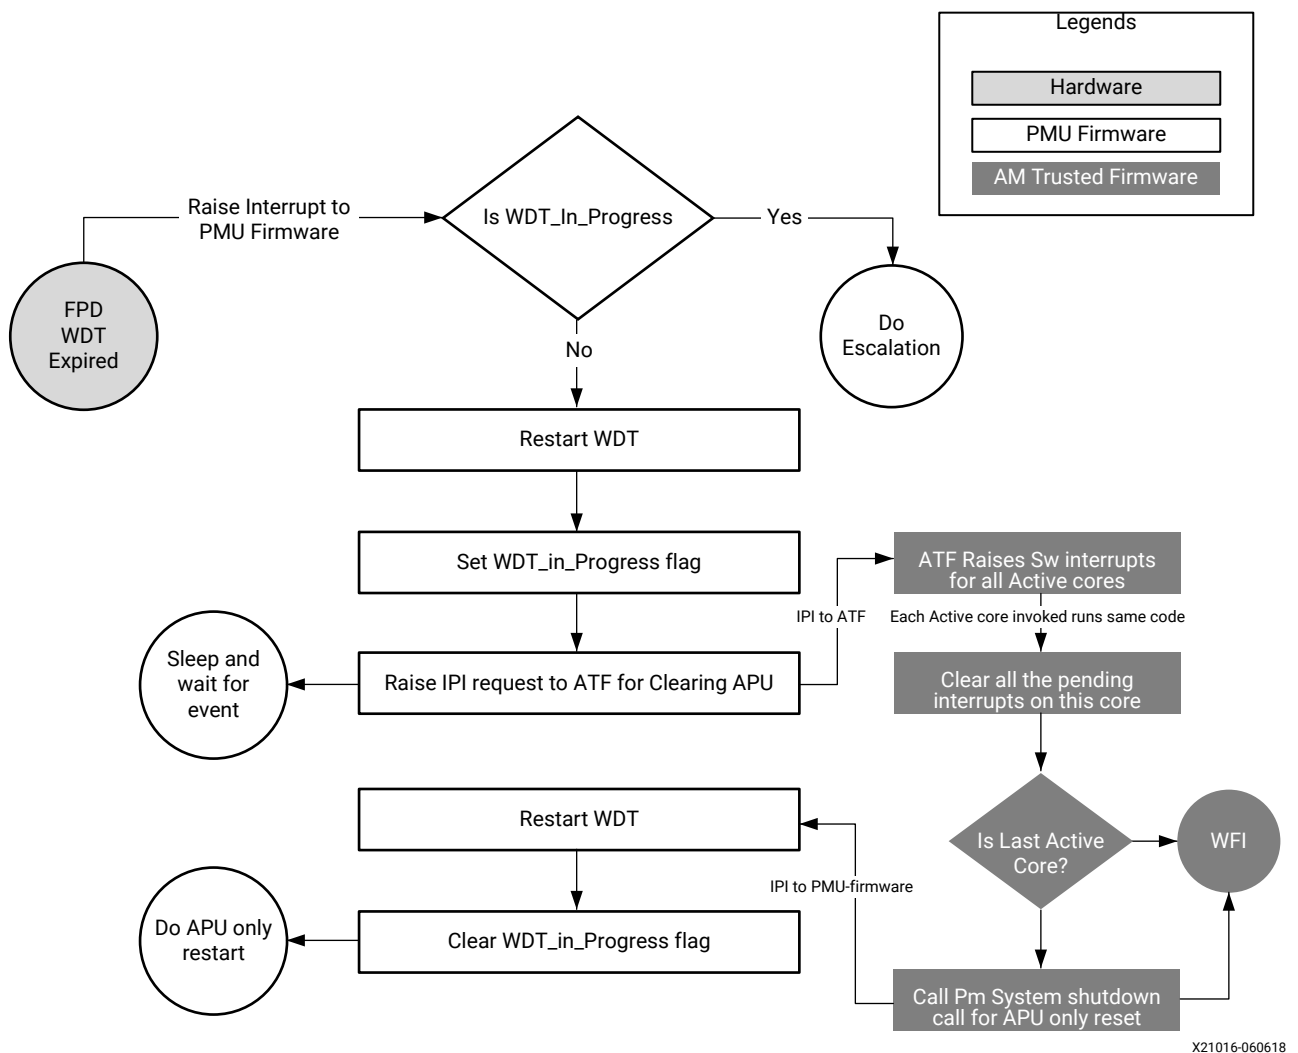 Legends
Hardware
PMU Firmware
AM Trusted Firmware
Raise Interrupt to
PMU Firmware
Is WDT_In_Progress
Yes
FPD
WDT
Expired
Do
Escalation
No
Restart WDT
Set WDT_in_Progress flag
ATF Raises Sw interrupts
for all Active cores
IPI to ATF
Each Active core invoked runs same code
Sleep and
wait for
event
Raise IPI request to ATF for Clearing APU
Clear all the pending
interrupts on this core
Restart WDT
Is Last Active
Core?
WFI
IPI to PMU-firmware
Do APU only
restart
Clear WDT_in_Progress flag
Call Pm System shutdown
call for APU only reset
X21016-060618